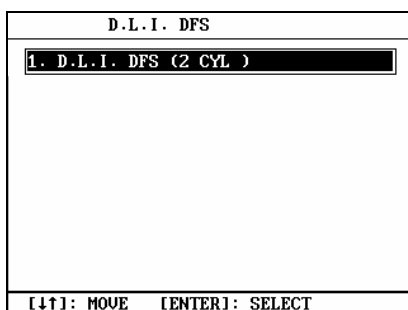 D.L.I. DFS
1. D.L.I. DFS (2 CYL )
[↓↑]: MOVE [ENTER]: SELECT